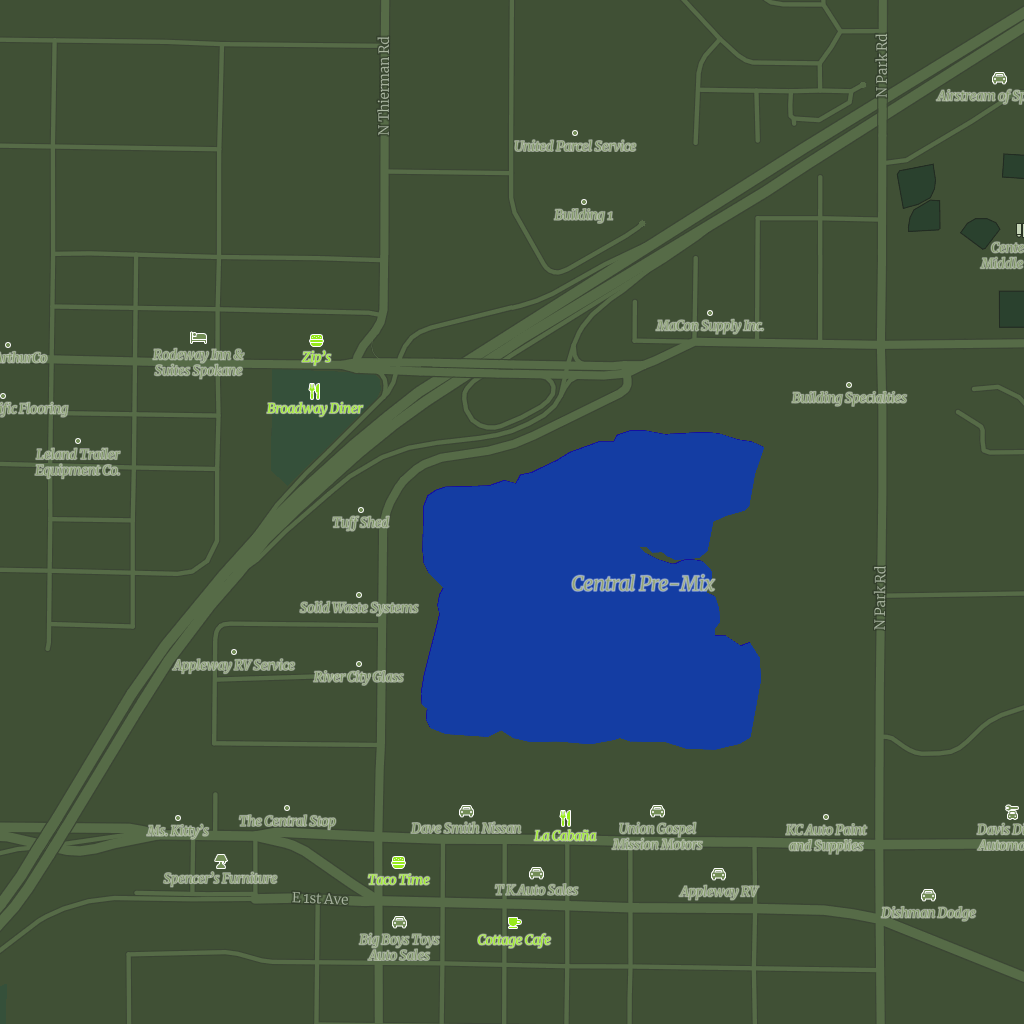 N Thierman Rd
N Park Rd
Airstream of Sp
United Parcel Service
Building 1
Cente
Middle
MaCon Supply Inc.
ArthurCo
Rodeway Inn &
Suites Spokane
Zip's
Broadway Diner
fic Flooring
Building Specialties
Leland Trailer
Equipment Co.
Tuff Shed
Central Pre-Mix
N Park Rd
Solid Waste Systems
Appleway RV Service
River City Glass
Ms. Kitty's
The Central Stop
Dave Smith Nissan
La Cabaña
Union Gospel
Mission Motors
KC Auto Paint
and Supplies
Davis Di
Automo
Spencer's Furniture
Taco Time
T K Auto Sales
Appleway RV
E 1st Ave
Dishman Dodge
Big Boys Toys
Auto Sales
Cottage Cafe